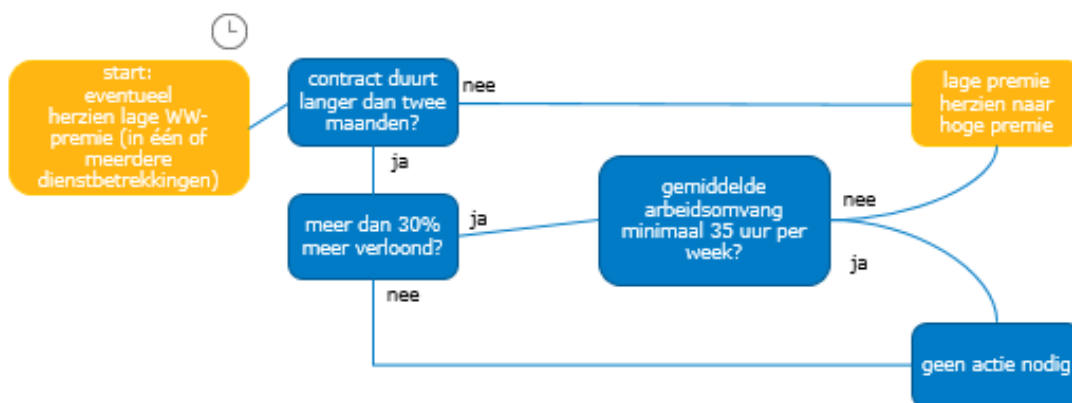 start:
eventueel
herzien lage WW-
premie (in één of
meerdere
dienstbetrekkingen)
contract duurt
langer dan twee
maanden?
nee
lage premie
herzien naar
hoge premie
ja
meer dan 30%
meer verloond?
ja
gemiddelde
arbeidsomvang
minimaal 35 uur per
week?
nee
ja
nee
geen actie nodig